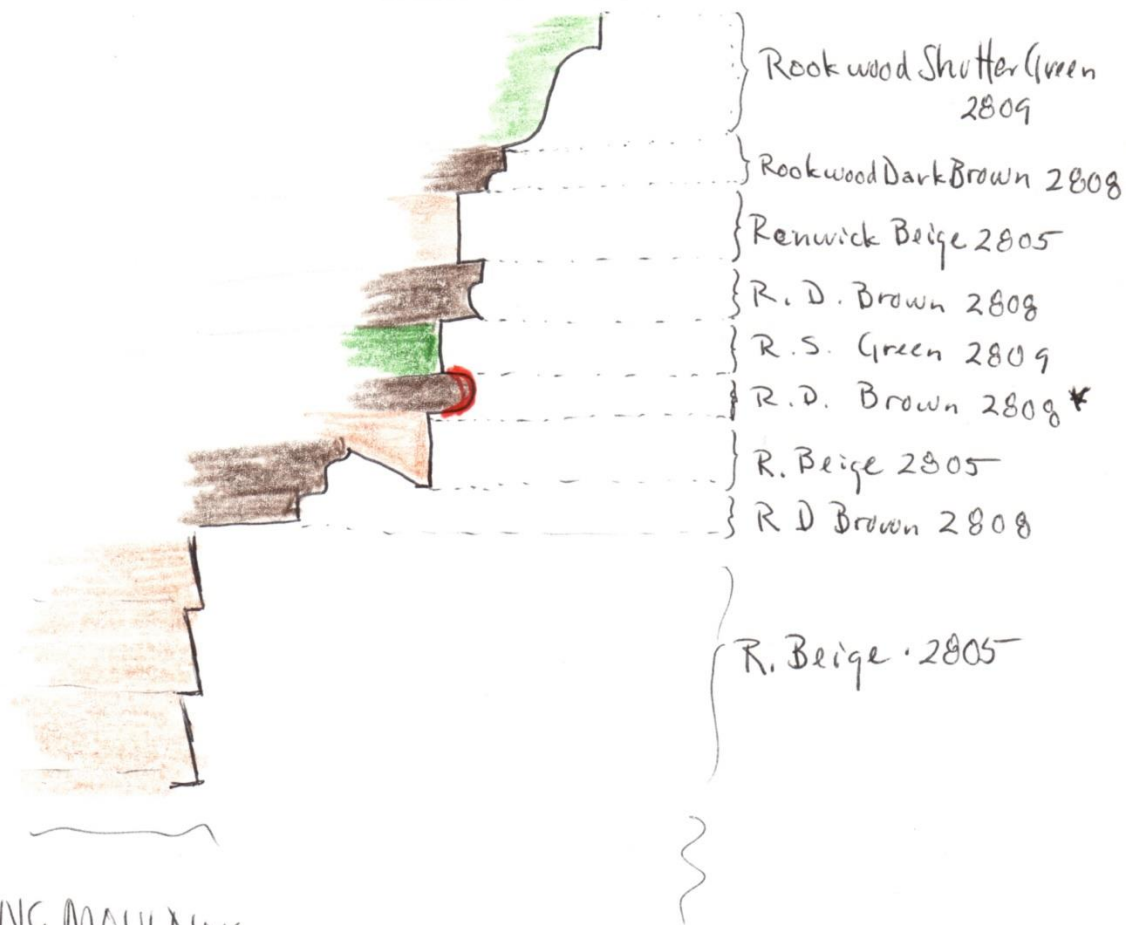 Rookwood Shutter Green
2809
Rookwood Dark Brown 2808
Renwick Beige 2805
R. D. Brown 2808
R. S. Green 2809
R. D. Brown 2808 *
R. Beige 2805
R D Brown 2808
R. Beige · 2805